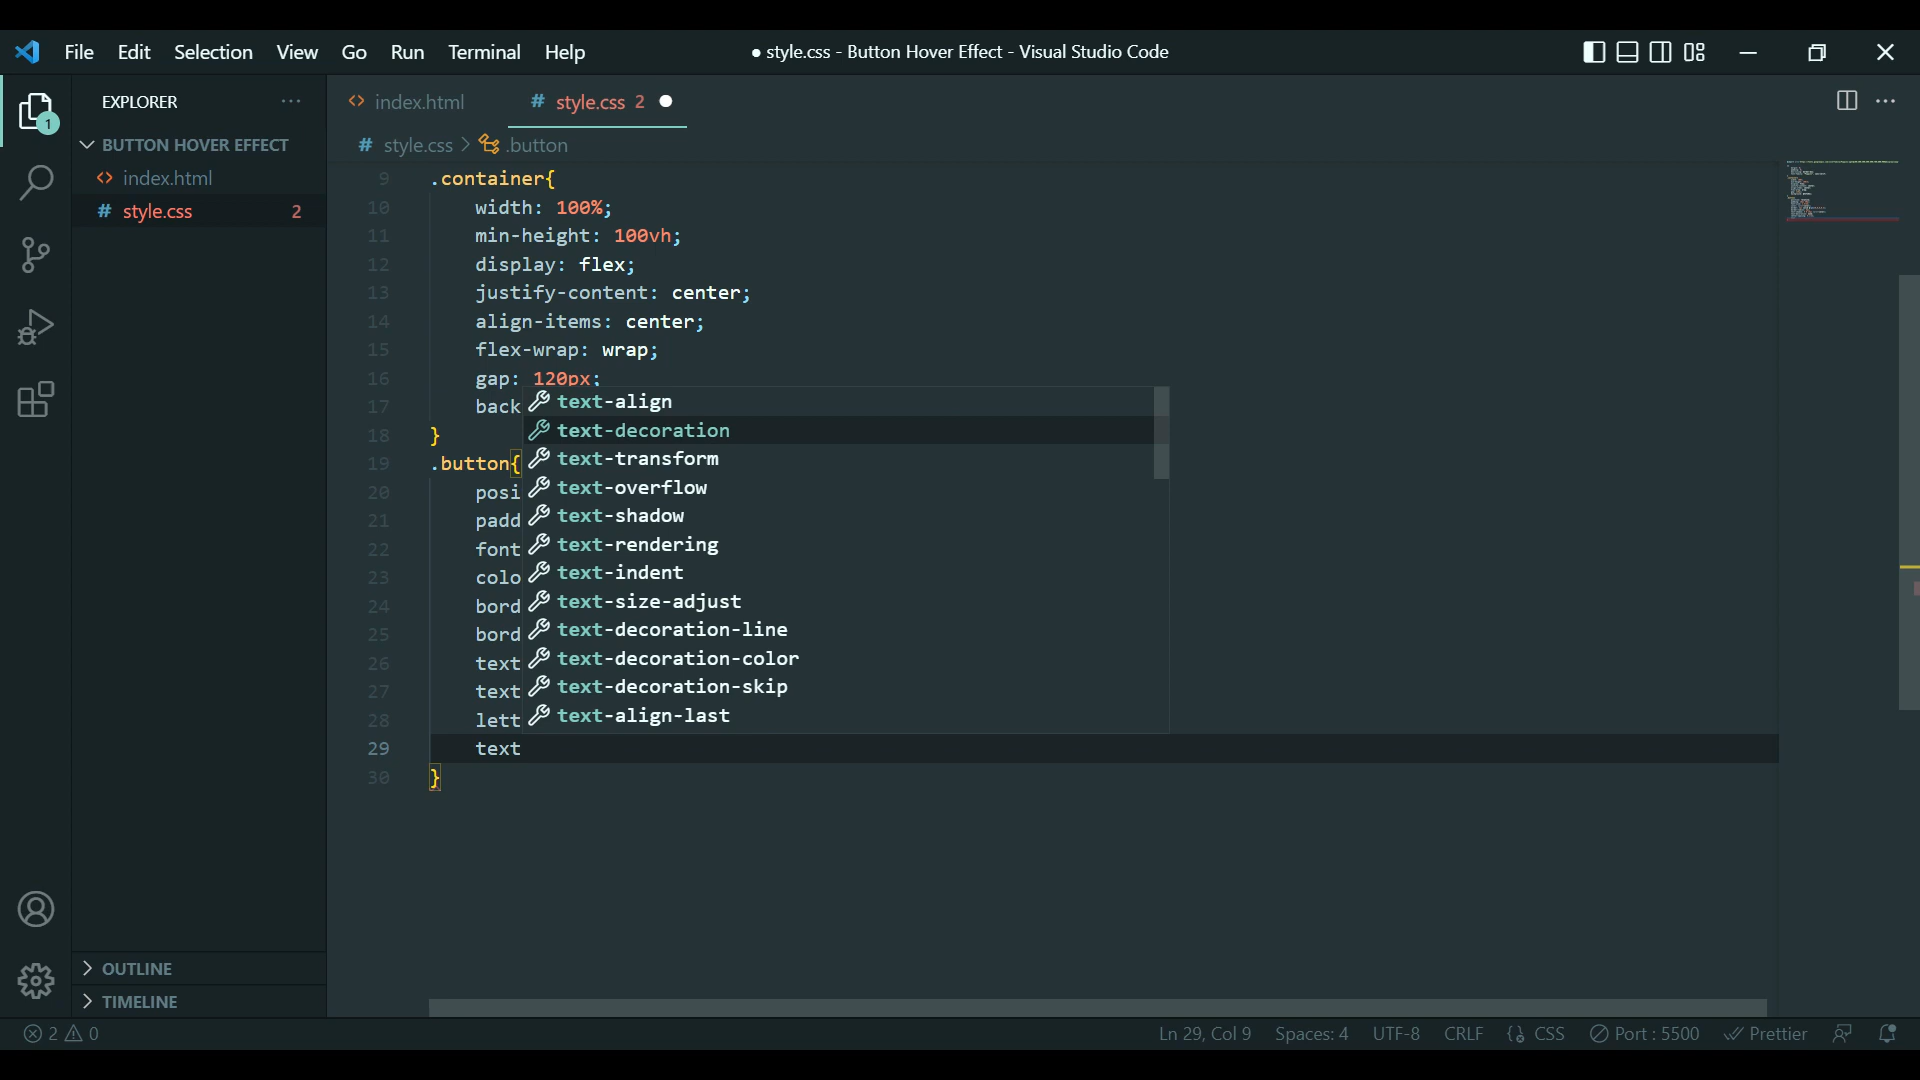 File Edit Selection View Go Run Terminal Help
● style.css - Button Hover Effect - Visual Studio Code
EXPLORER
BUTTON HOVER EFFECT
<> index.html
# style.css 2
1
<> index.html # style.css 2
# style.css > .button
9 .container{
10 width: 100%;
11 min-height: 100vh;
12 display: flex;
13 justify-content: center;
14 align-items: center;
15 flex-wrap: wrap;
16 gap: 120px;
17 back
18 }
19 .button{
20 posi
21 padd
22 font
23 colo
24 bord
25 bord
26 text
27 text
28 lett
29 text
30 }
text-align
text-decoration
text-transform
text-overflow
text-shadow
text-rendering
text-indent
text-size-adjust
text-decoration-line
text-decoration-color
text-decoration-skip
text-align-last
OUTLINE
TIMELINE
2 0
Ln 29, Col 9 Spaces: 4 UTF-8 CRLF CSS Port : 5500 Prettier